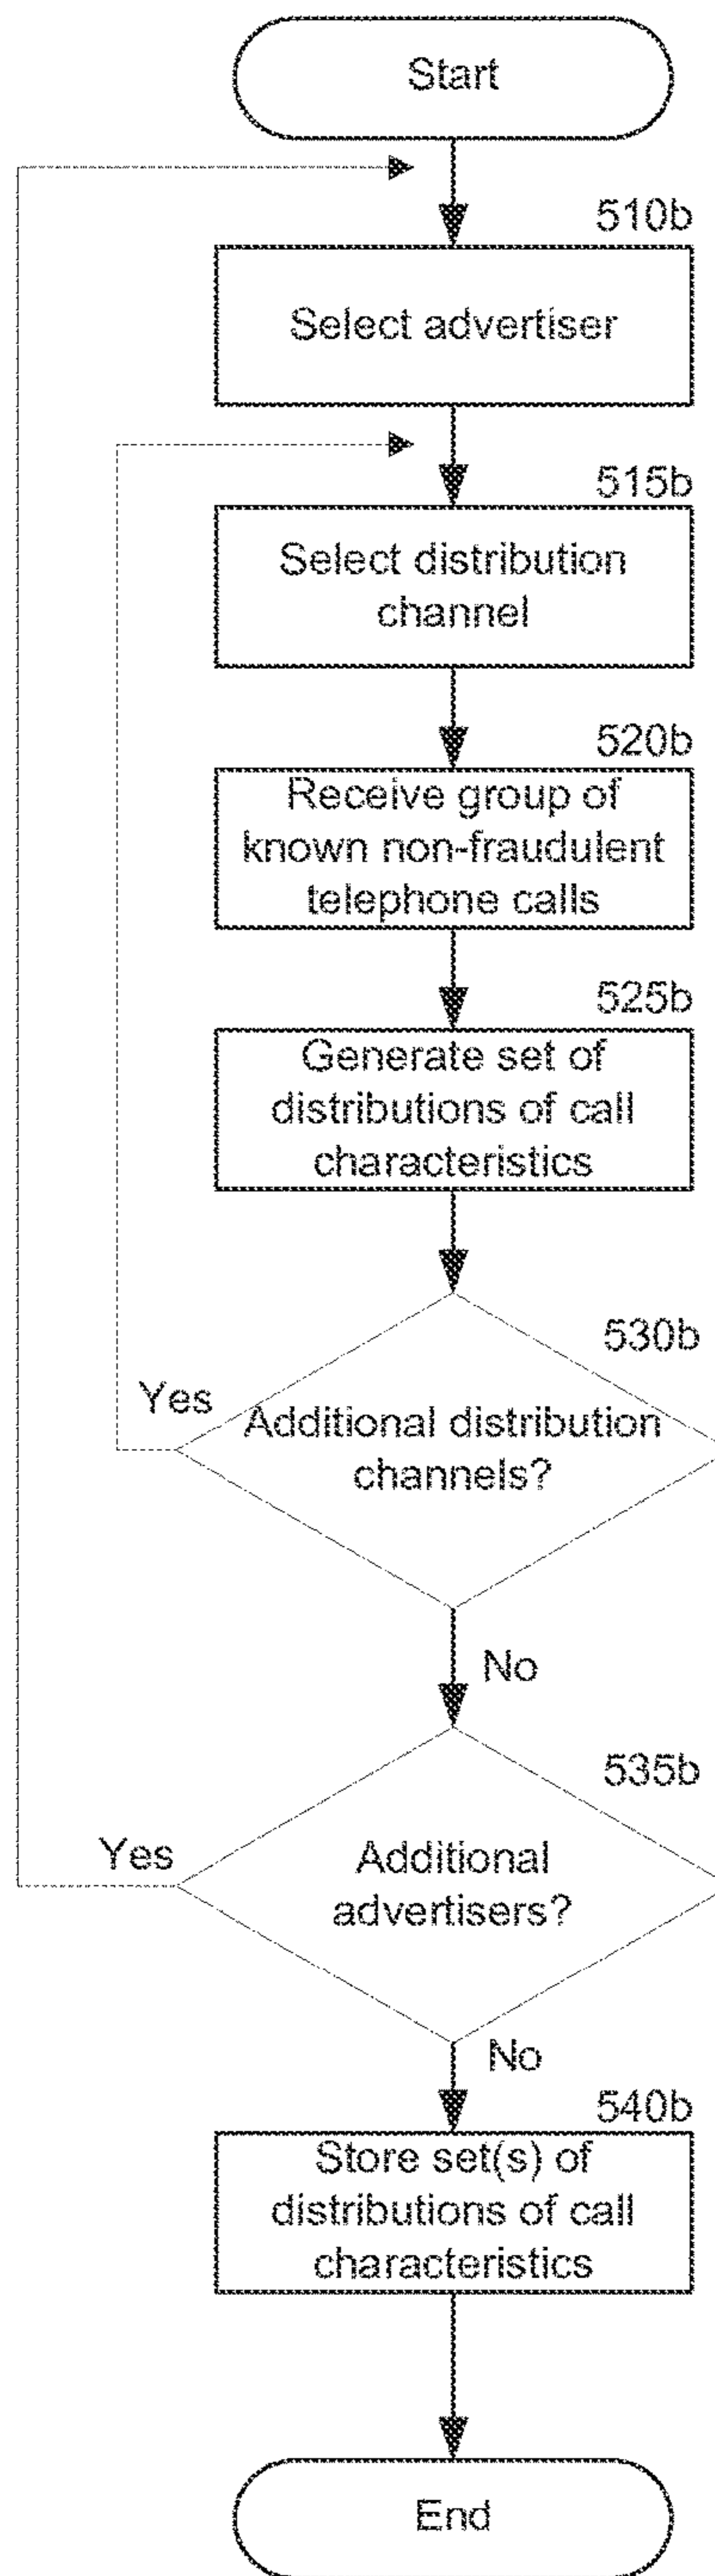 Start
510b
Select advertiser
515b
Select distribution
channel
520b
Receive group of
known non-fraudulent
telephone calls
525b
Generate set of
distributions of call
characteristics
530b
Yes
Additional distribution
channels?
No
535b
Yes
Additional
advertisers?
No
540b
Store set(s) of
distributions of call
characteristics
End